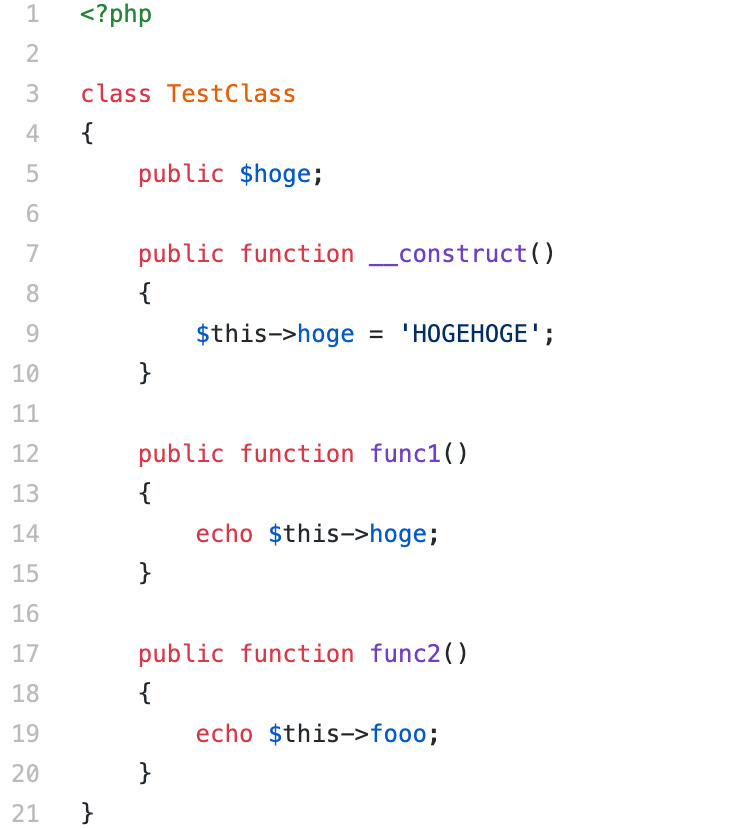 1 <?php
2
3 class TestClass
4 {
5     public $hoge;
6
7     public function __construct()
8     {
9         $this->hoge = 'HOGEHOGE';
10     }
11
12     public function func1()
13     {
14         echo $this->hoge;
15     }
16
17     public function func2()
18     {
19         echo $this->fooo;
20     }
21 }